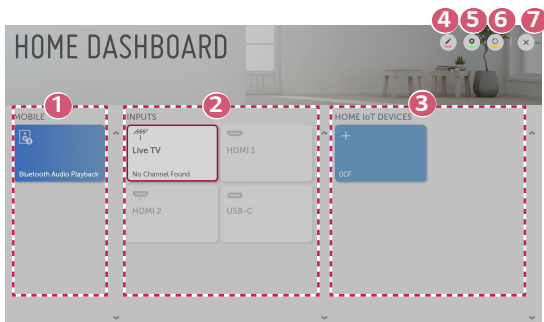 4 5 6 7
HOME DASHBOARD
1 2 3
MOBILE INPUTS HOME IoT DEVICES
Live TV HDMI 1
Bluetooth Audio Playback No Channel Found OCF
HDMI 2 USB-C